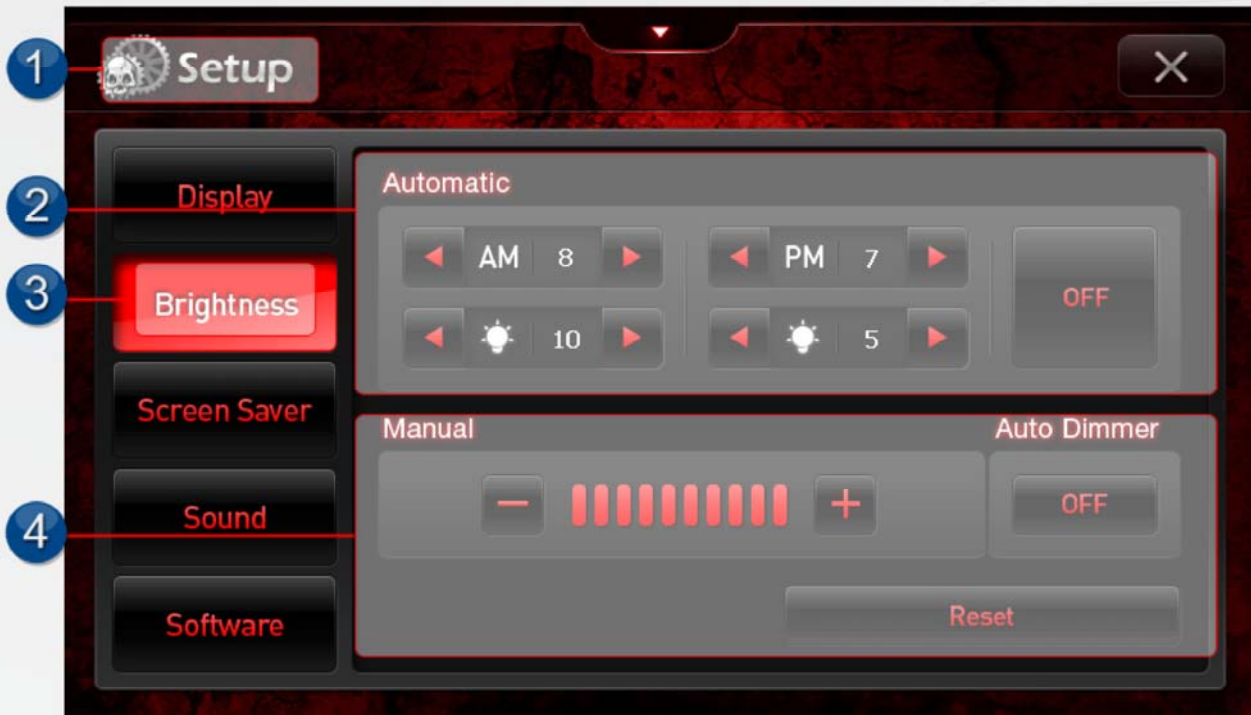 1 Setup
2 Display
3 Brightness
Screen Saver
4 Sound
Software
Automatic
AM 8 PM 7
10 5
OFF
Manual
Auto Dimmer
OFF
Reset